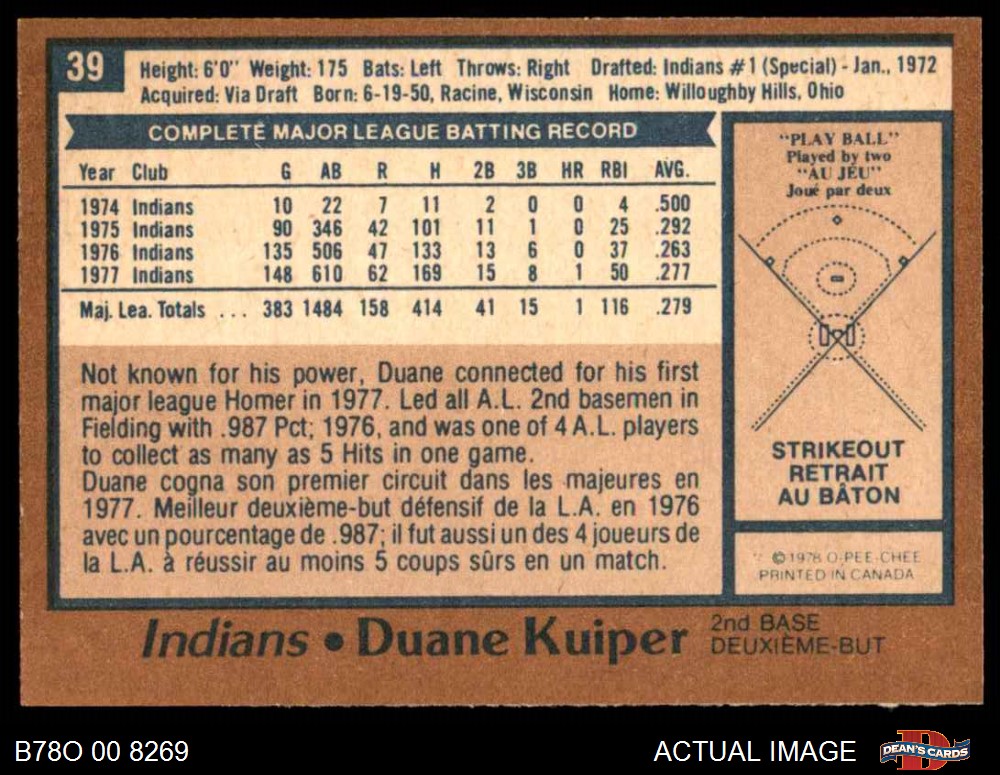 39
Height: 6'0" Weight: 175 Bats: Left Throws: Right Drafted: Indians #1 (Special) - Jan., 1972
Acquired: Via Draft Born: 6-19-50, Racine, Wisconsin Home: Willoughby Hills, Ohio
COMPLETE MAJOR LEAGUE BATTING RECORD
Year Club G AB R H 2B 3B HR RBI AVG.
1974 Indians 10 22 7 11 2 0 0 4 .500
1975 Indians 90 346 42 101 11 1 0 25 .292
1976 Indians 135 506 47 133 13 6 0 37 .263
1977 Indians 148 610 62 169 15 8 1 50 .277
Maj. Lea. Totals ... 383 1484 158 414 41 15 1 116 .279
Not known for his power, Duane connected for his first
major league Homer in 1977. Led all A.L. 2nd basemen in
Fielding with .987 Pct; 1976, and was one of 4 A.L. players
to collect as many as 5 Hits in one game.
Duane cogna son premier circuit dans les majeures en
1977. Meilleur deuxième-but défensif de la L.A. en 1976
avec un pourcentage de .987; il fut aussi un des 4 joueurs de
la L.A. à réussir au moins 5 coups sûrs en un match.
"PLAY BALL"
Played by two
"AU JEU"
Joué par deux
STRIKEOUT
RETRAIT
AU BÂTON
©1978 O-PEE-CHEE
PRINTED IN CANADA
Indians • Duane Kuiper
2nd BASE
DEUXIÈME-BUT
B78O 00 8269
ACTUAL IMAGE
DEAN'S CARDS